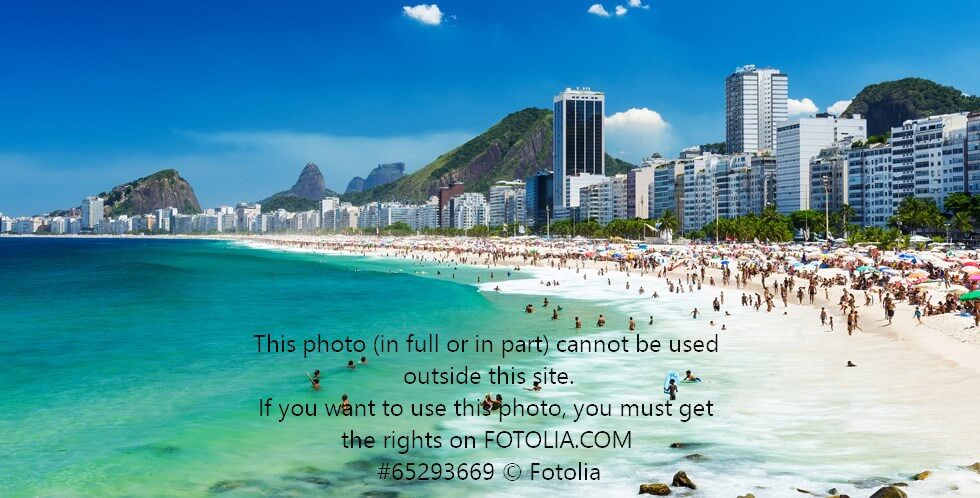 This photo (in full or in part) cannot be used
outside this site.
If you want to use this photo, you must get
the rights on FOTOLIA.COM
#65293669 © Fotolia